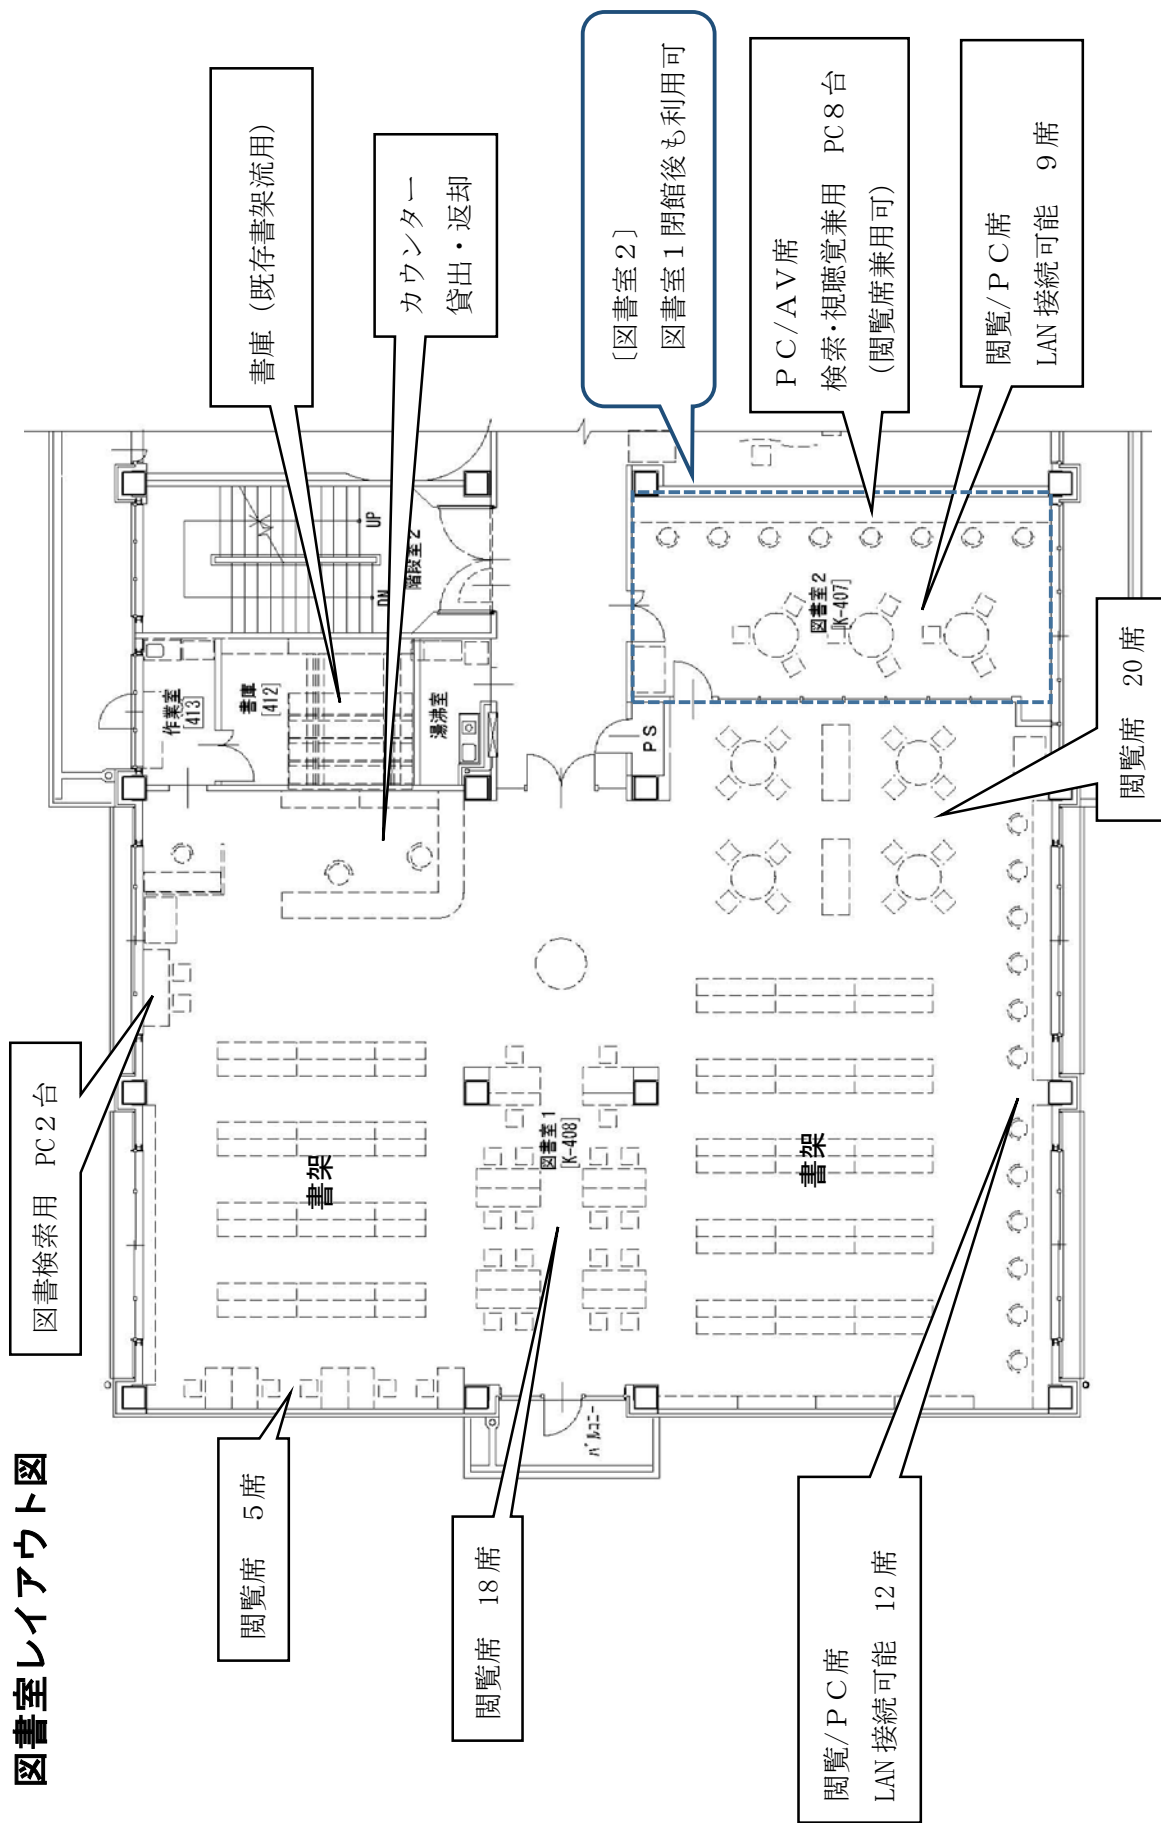 図書室レイアウト図
図書検索用 PC2台
閲覧席 5席
書庫 (既存書架流用)
カウンター
貸出・返却
閲覧席 18席
〔図書室2〕
図書室1閉館後も利用可
PC/AV席
検索・視聴覚兼用 PC8台
(閲覧席兼用可)
閲覧/PC席
LAN接続可能 9席
閲覧席 20席
閲覧/PC席
LAN接続可能 12席
作業室
[413]
書庫
[412]
湯沸室
UP
DN
階段室2
PS
図書室2
[K-407]
図書室1
[K-408]
書架
書架
バルコニー